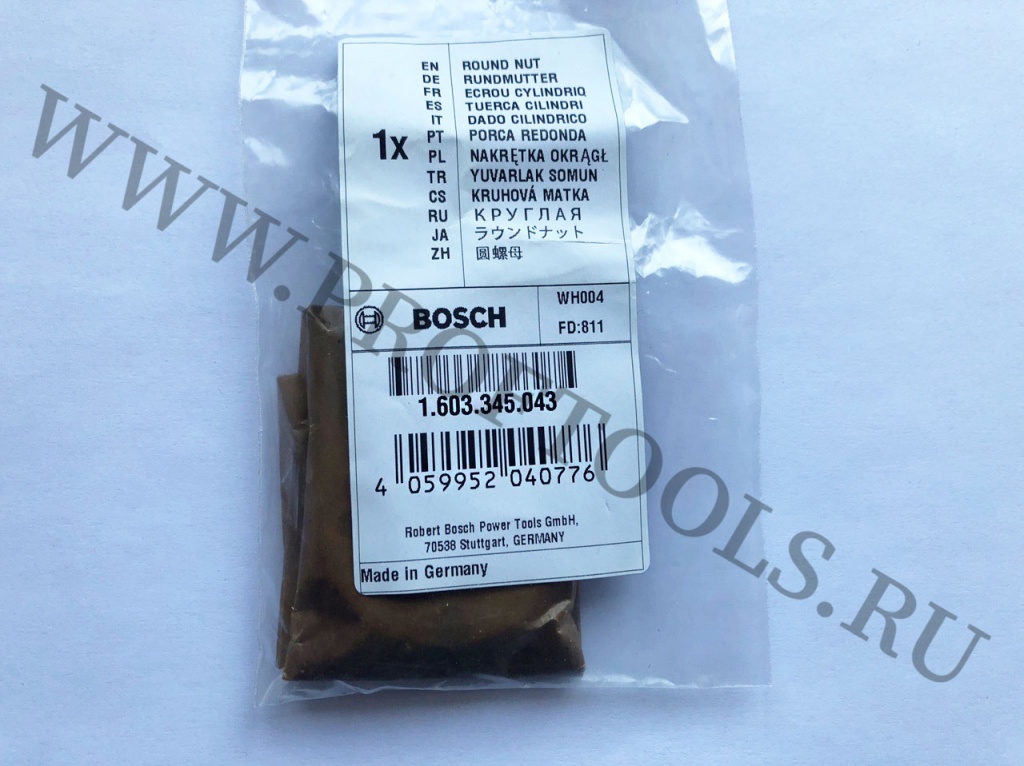 1x
EN ROUND NUT
DE RUNDMUTTER
FR ECROU CYLINDRIQ
ES TUERCA CILINDRI
IT DADO CILINDRICO
PT PORCA REDONDA
PL NAKRĘTKA OKRĄGŁ
TR YUVARLAK SOMUN
CS KRUHOVÁ MATKA
RU КРУГЛАЯ
JA ラウンドナット
ZH 圆螺母
BOSCH
WH004
FD:811
1.603.345.043
4 059952 040776
Robert Bosch Power Tools GmbH,
70538 Stuttgart, GERMANY
Made in Germany
WWW.PROFTOOLS.RU